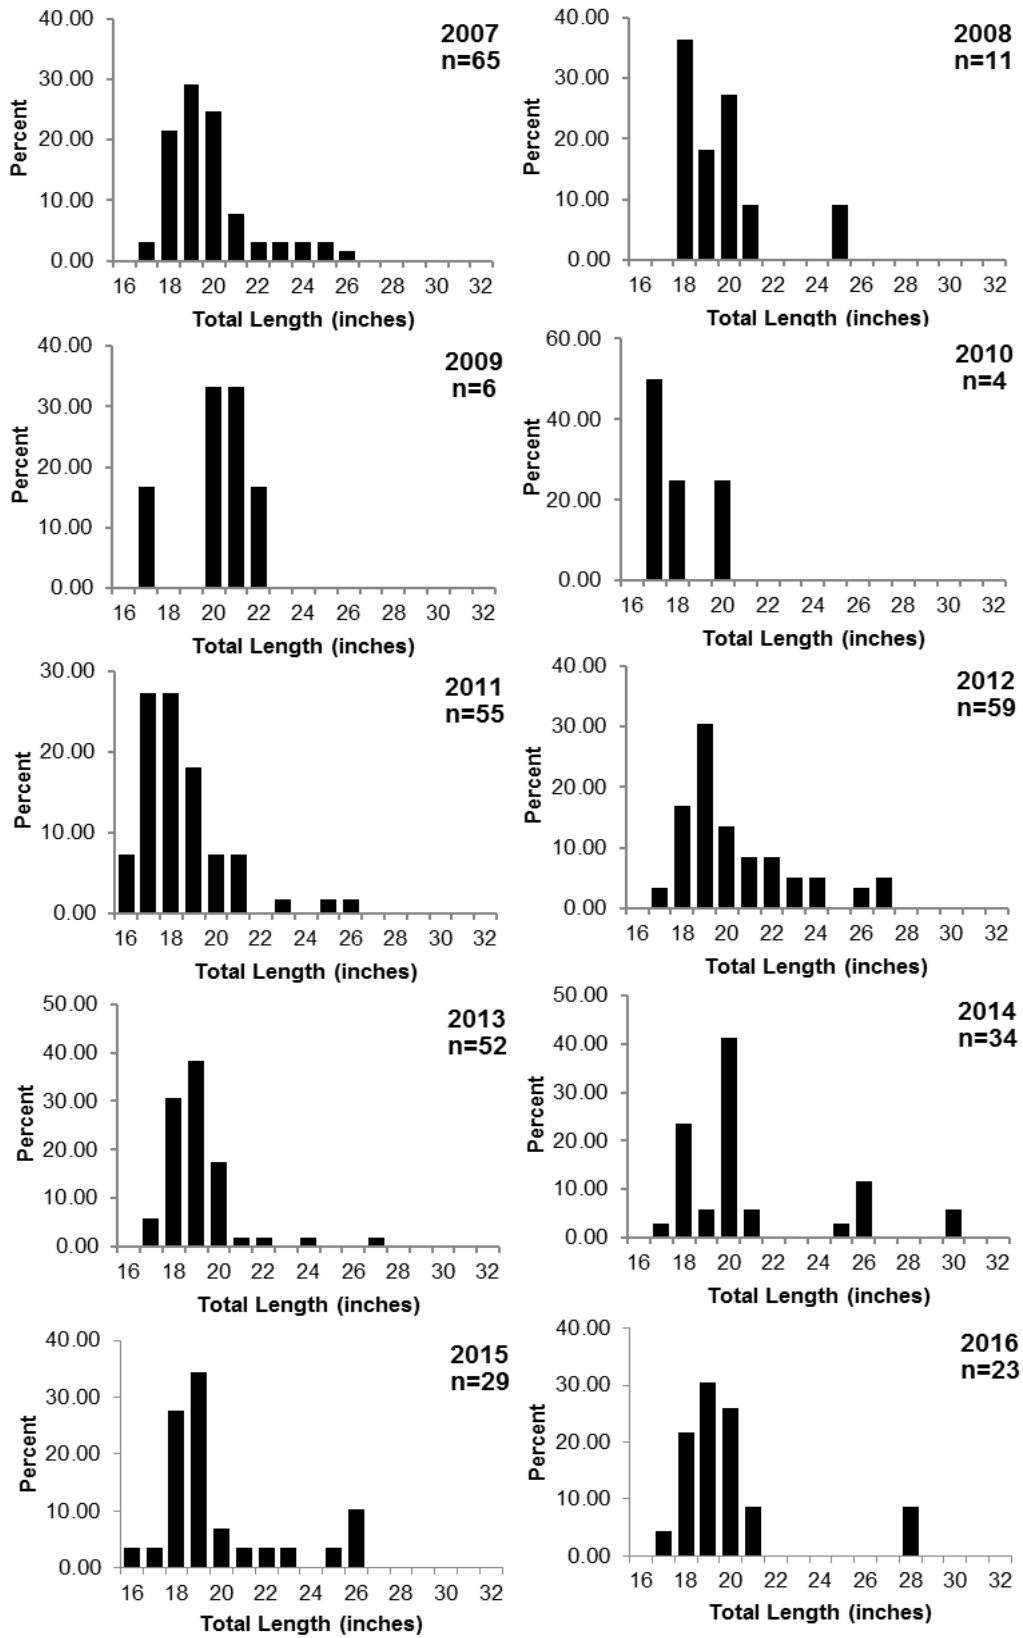 2007
n=65
40.00
30.00
20.00
10.00
0.00
Percent
16 18 20 22 24 26 28 30 32
Total Length (inches)
2008
n=11
40.00
30.00
20.00
10.00
0.00
Percent
16 18 20 22 24 26 28 30 32
Total Length (inches)
2009
n=6
40.00
30.00
20.00
10.00
0.00
Percent
16 18 20 22 24 26 28 30 32
Total Length (inches)
2010
n=4
60.00
40.00
20.00
0.00
Percent
16 18 20 22 24 26 28 30 32
Total Length (inches)
2011
n=55
30.00
20.00
10.00
0.00
Percent
16 18 20 22 24 26 28 30 32
Total Length (inches)
2012
n=59
40.00
30.00
20.00
10.00
0.00
Percent
16 18 20 22 24 26 28 30 32
Total Length (inches)
2013
n=52
50.00
40.00
30.00
20.00
10.00
0.00
Percent
16 18 20 22 24 26 28 30 32
Total Length (inches)
2014
n=34
50.00
40.00
30.00
20.00
10.00
0.00
Percent
16 18 20 22 24 26 28 30 32
Total Length (inches)
2015
n=29
40.00
30.00
20.00
10.00
0.00
Percent
16 18 20 22 24 26 28 30 32
Total Length (inches)
2016
n=23
40.00
30.00
20.00
10.00
0.00
Percent
16 18 20 22 24 26 28 30 32
Total Length (inches)